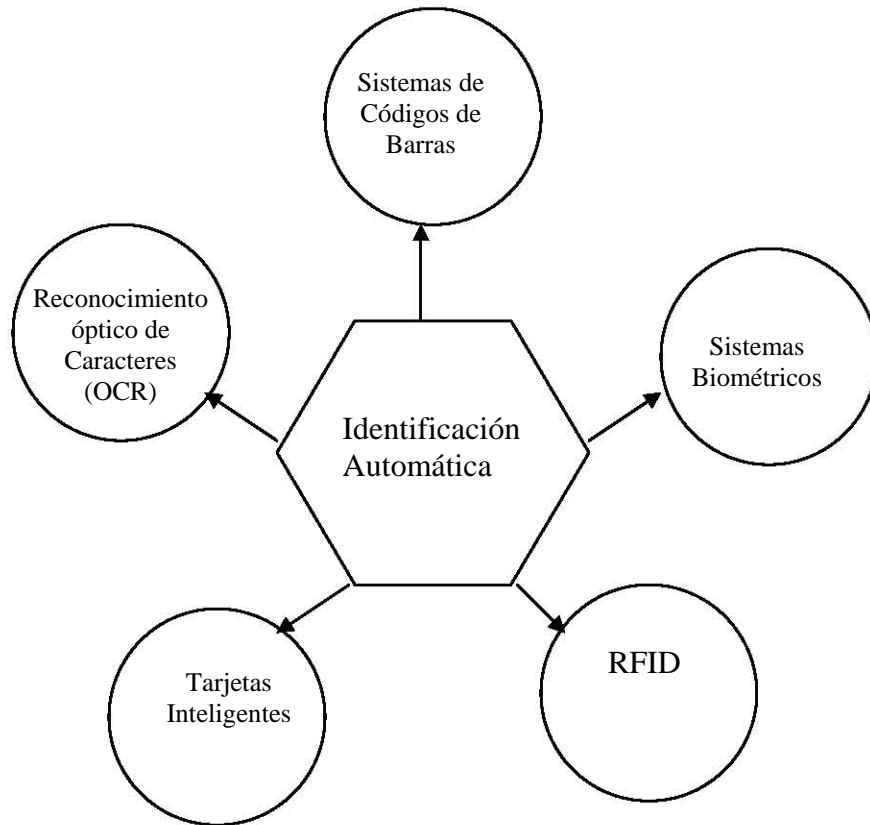 Sistemas de
Códigos de
Barras
Reconocimiento
óptico de
Caracteres
(OCR)
Sistemas
Biométricos
Identificación
Automática
Tarjetas
Inteligentes
RFID